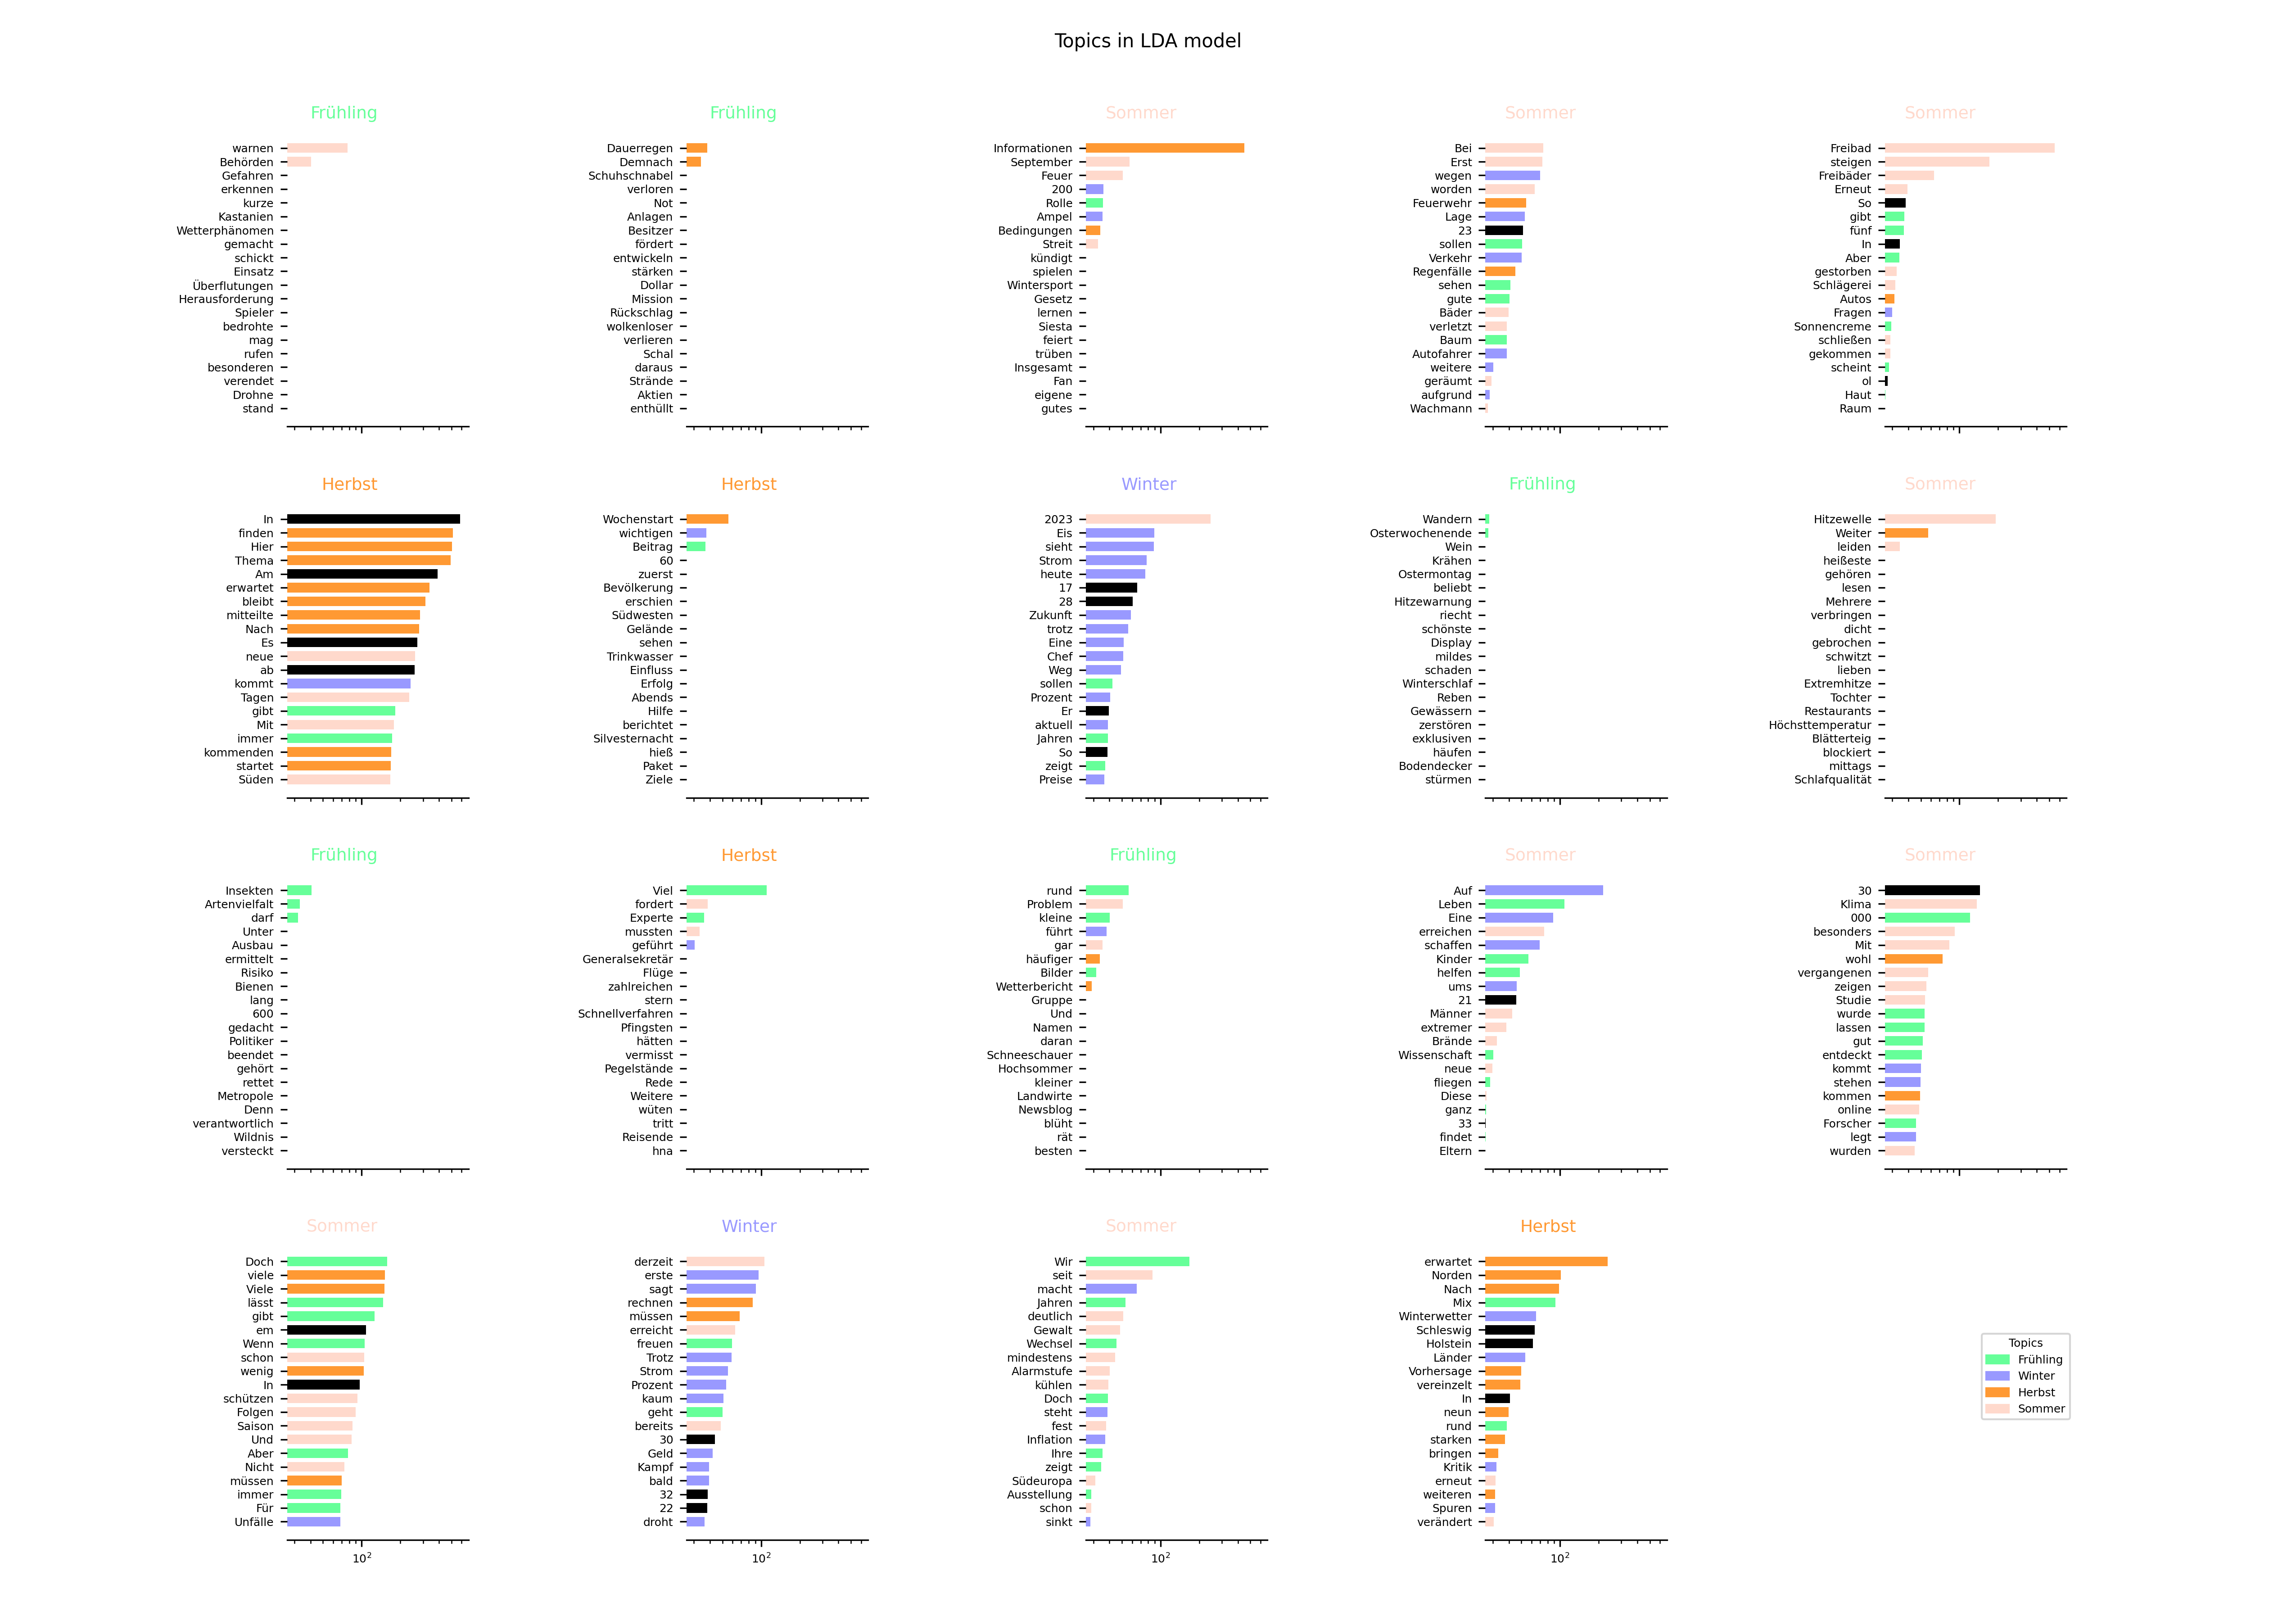 Topics in LDA model
Frühling
warnen
Behörden
Gefahren
erkennen
kurze
Kastanien
Wetterphänomen
gemacht
schickt
Einsatz
Überflutungen
Herausforderung
Spieler
bedrohte
mag
rufen
besonderen
verendet
Drohne
stand
Frühling
Dauerregen
Demnach
Schuhschnabel
verloren
Not
Anlagen
Besitzer
fördert
entwickeln
stärken
Dollar
Mission
Rückschlag
wolkenloser
verlieren
Schal
daraus
Strände
Aktien
enthüllt
Sommer
Informationen
September
Feuer
200
Rolle
Ampel
Bedingungen
Streit
kündigt
spielen
Wintersport
Gesetz
lernen
Siesta
feiert
trüben
Insgesamt
Fan
eigene
gutes
Sommer
Bei
Erst
wegen
worden
Feuerwehr
Lage
23
sollen
Verkehr
Regenfälle
sehen
gute
Bäder
verletzt
Baum
Autofahrer
weitere
geräumt
aufgrund
Wachmann
Sommer
Freibad
steigen
Freibäder
Erneut
So
gibt
fünf
In
Aber
gestorben
Schlägerei
Autos
Fragen
Sonnencreme
schließen
gekommen
scheint
ol
Haut
Raum
Herbst
In
finden
Hier
Thema
Am
erwartet
bleibt
mitteilte
Nach
Es
neue
ab
kommt
Tagen
gibt
Mit
immer
kommenden
startet
Süden
Herbst
Wochenstart
wichtigen
Beitrag
60
zuerst
Bevölkerung
erschien
Südwesten
Gelände
sehen
Trinkwasser
Einfluss
Erfolg
Abends
Hilfe
berichtet
Silvesternacht
hieß
Paket
Ziele
Winter
2023
Eis
sieht
Strom
heute
17
28
Zukunft
trotz
Eine
Chef
Weg
sollen
Prozent
Er
aktuell
Jahren
So
zeigt
Preise
Frühling
Wandern
Osterwochenende
Wein
Krähen
Ostermontag
beliebt
Hitzewarnung
riecht
schönste
Display
mildes
schaden
Winterschlaf
Reben
Gewässern
zerstören
exklusiven
häufen
Bodendecker
stürmen
Sommer
Hitzewelle
Weiter
leiden
heißeste
gehören
lesen
Mehrere
verbringen
dicht
gebrochen
schwitzt
lieben
Extremhitze
Tochter
Restaurants
Höchsttemperatur
Blätterteig
blockiert
mittags
Schlafqualität
Frühling
Insekten
Artenvielfalt
darf
Unter
Ausbau
ermittelt
Risiko
Bienen
lang
600
gedacht
Politiker
beendet
gehört
rettet
Metropole
Denn
verantwortlich
Wildnis
versteckt
Herbst
Viel
fordert
Experte
mussten
geführt
Generalsekretär
Flüge
zahlreichen
stern
Schnellverfahren
Pfingsten
hätten
vermisst
Pegelstände
Rede
Weitere
wüten
tritt
Reisende
hna
Frühling
rund
Problem
kleine
führt
gar
häufiger
Bilder
Wetterbericht
Gruppe
Und
Namen
daran
Schneeschauer
Hochsommer
kleiner
Landwirte
Newsblog
blüht
rät
besten
Sommer
Auf
Leben
Eine
erreichen
schaffen
Kinder
helfen
ums
21
Männer
extremer
Brände
Wissenschaft
neue
fliegen
Diese
ganz
33
findet
Eltern
Sommer
30
Klima
000
besonders
Mit
wohl
vergangenen
zeigen
Studie
wurde
lassen
gut
entdeckt
kommt
stehen
kommen
online
Forscher
legt
wurden
Sommer
Doch
viele
Viele
lässt
gibt
em
Wenn
schon
wenig
In
schützen
Folgen
Saison
Und
Aber
Nicht
müssen
immer
Für
Unfälle
10²
Winter
derzeit
erste
sagt
rechnen
müssen
erreicht
freuen
Trotz
Strom
Prozent
kaum
geht
bereits
30
Geld
Kampf
bald
32
22
droht
10²
Sommer
Wir
seit
macht
Jahren
deutlich
Gewalt
Wechsel
mindestens
Alarmstufe
kühlen
Doch
steht
fest
Inflation
Ihre
zeigt
Südeuropa
Ausstellung
schon
sinkt
10²
Herbst
erwartet
Norden
Nach
Mix
Winterwetter
Schleswig
Holstein
Länder
Vorhersage
vereinzelt
In
neun
rund
starken
bringen
Kritik
erneut
weiteren
Spuren
verändert
10²
Topics
Frühling
Winter
Herbst
Sommer